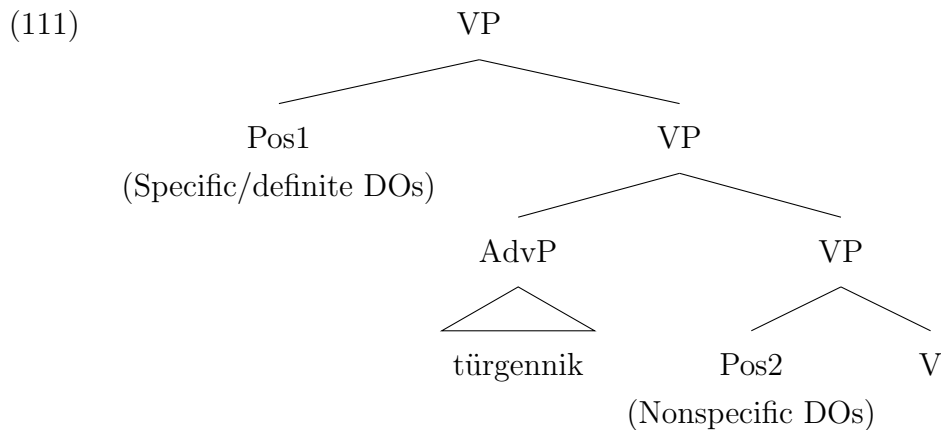 (111) VP
Pos1 VP
(Specific/definite DOs)
AdvP VP
türgennik Pos2 V
(Nonspecific DOs)